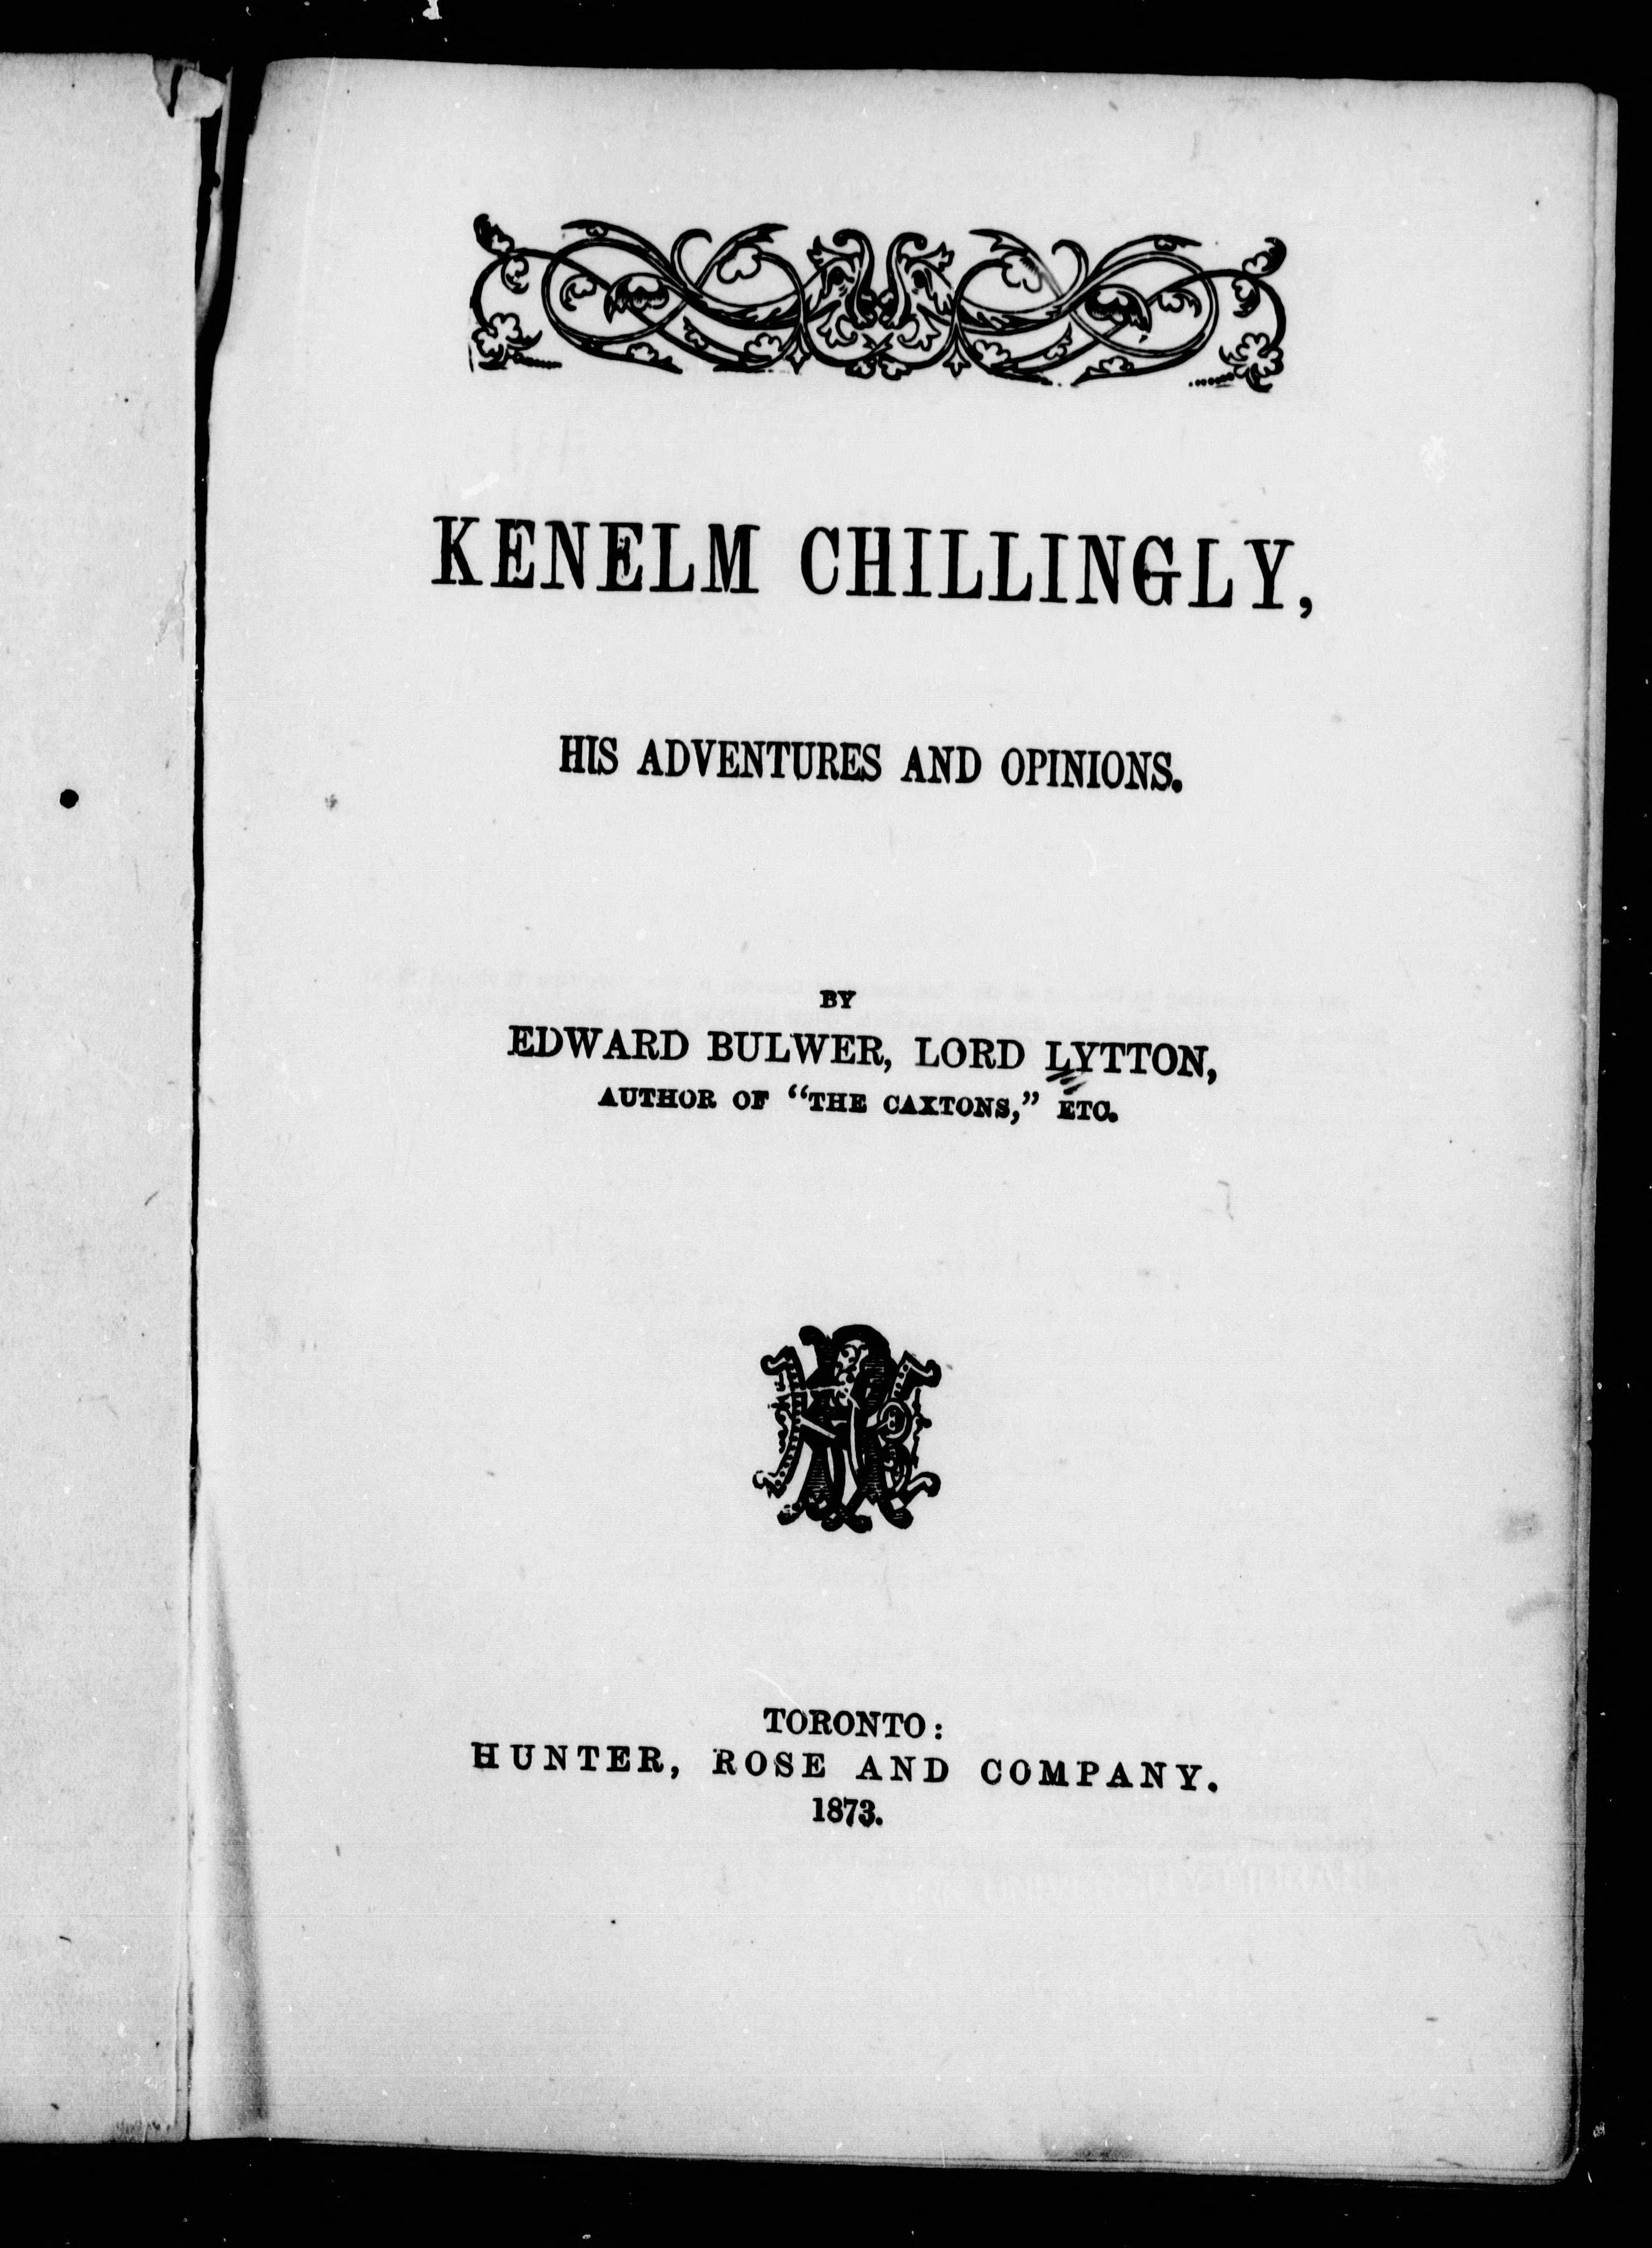 KENELM CHILLINGLY,
HIS ADVENTURES AND OPINIONS.
BY
EDWARD BULWER, LORD LYTTON,
AUTHOR OF “THE CAXTONS,” ETC.
TORONTO:
HUNTER, ROSE AND COMPANY.
1873.